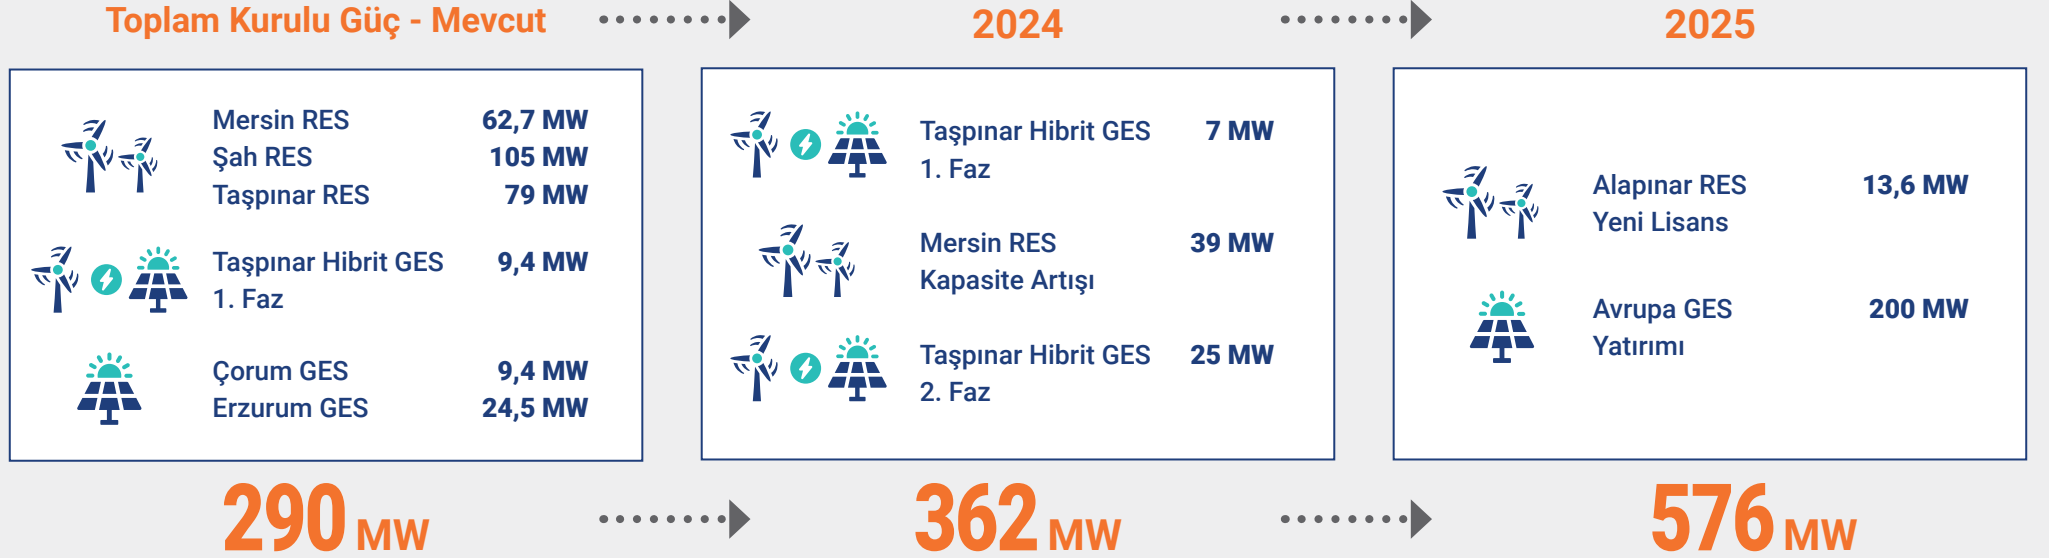 Toplam Kurulu Güç - Mevcut
Mersin RES 62,7 MW
Şah RES 105 MW
Taşpınar RES 79 MW
Taşpınar Hibrit GES 9,4 MW
1. Faz
Çorum GES 9,4 MW
Erzurum GES 24,5 MW
290 MW
2024
Taşpınar Hibrit GES 7 MW
1. Faz
Mersin RES 39 MW
Kapasite Artışı
Taşpınar Hibrit GES 25 MW
2. Faz
362 MW
2025
Alapınar RES 13,6 MW
Yeni Lisans
Avrupa GES 200 MW
Yatırımı
576 MW